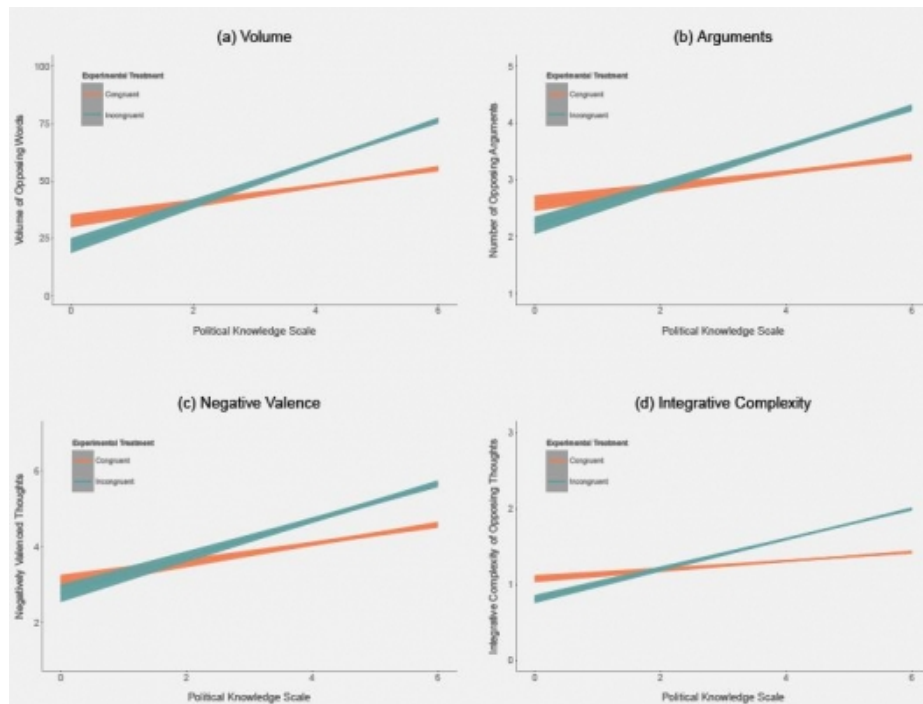 (a) Volume
Volume of Opposing Words
100
75
50
25
0
Experimental Treatment
Congruent
Incongruent
0 2 4 6
Political Knowledge Scale
(b) Arguments
Number of Opposing Arguments
5
4
3
2
1
Experimental Treatment
Congruent
Incongruent
0 2 4 6
Political Knowledge Scale
(c) Negative Valence
Negatively Valenced Thoughts
6
4
2
Experimental Treatment
Congruent
Incongruent
0 2 4 6
Political Knowledge Scale
(d) Integrative Complexity
Integrative Complexity of Opposing Thoughts
3
2
1
0
Experimental Treatment
Congruent
Incongruent
0 2 4 6
Political Knowledge Scale